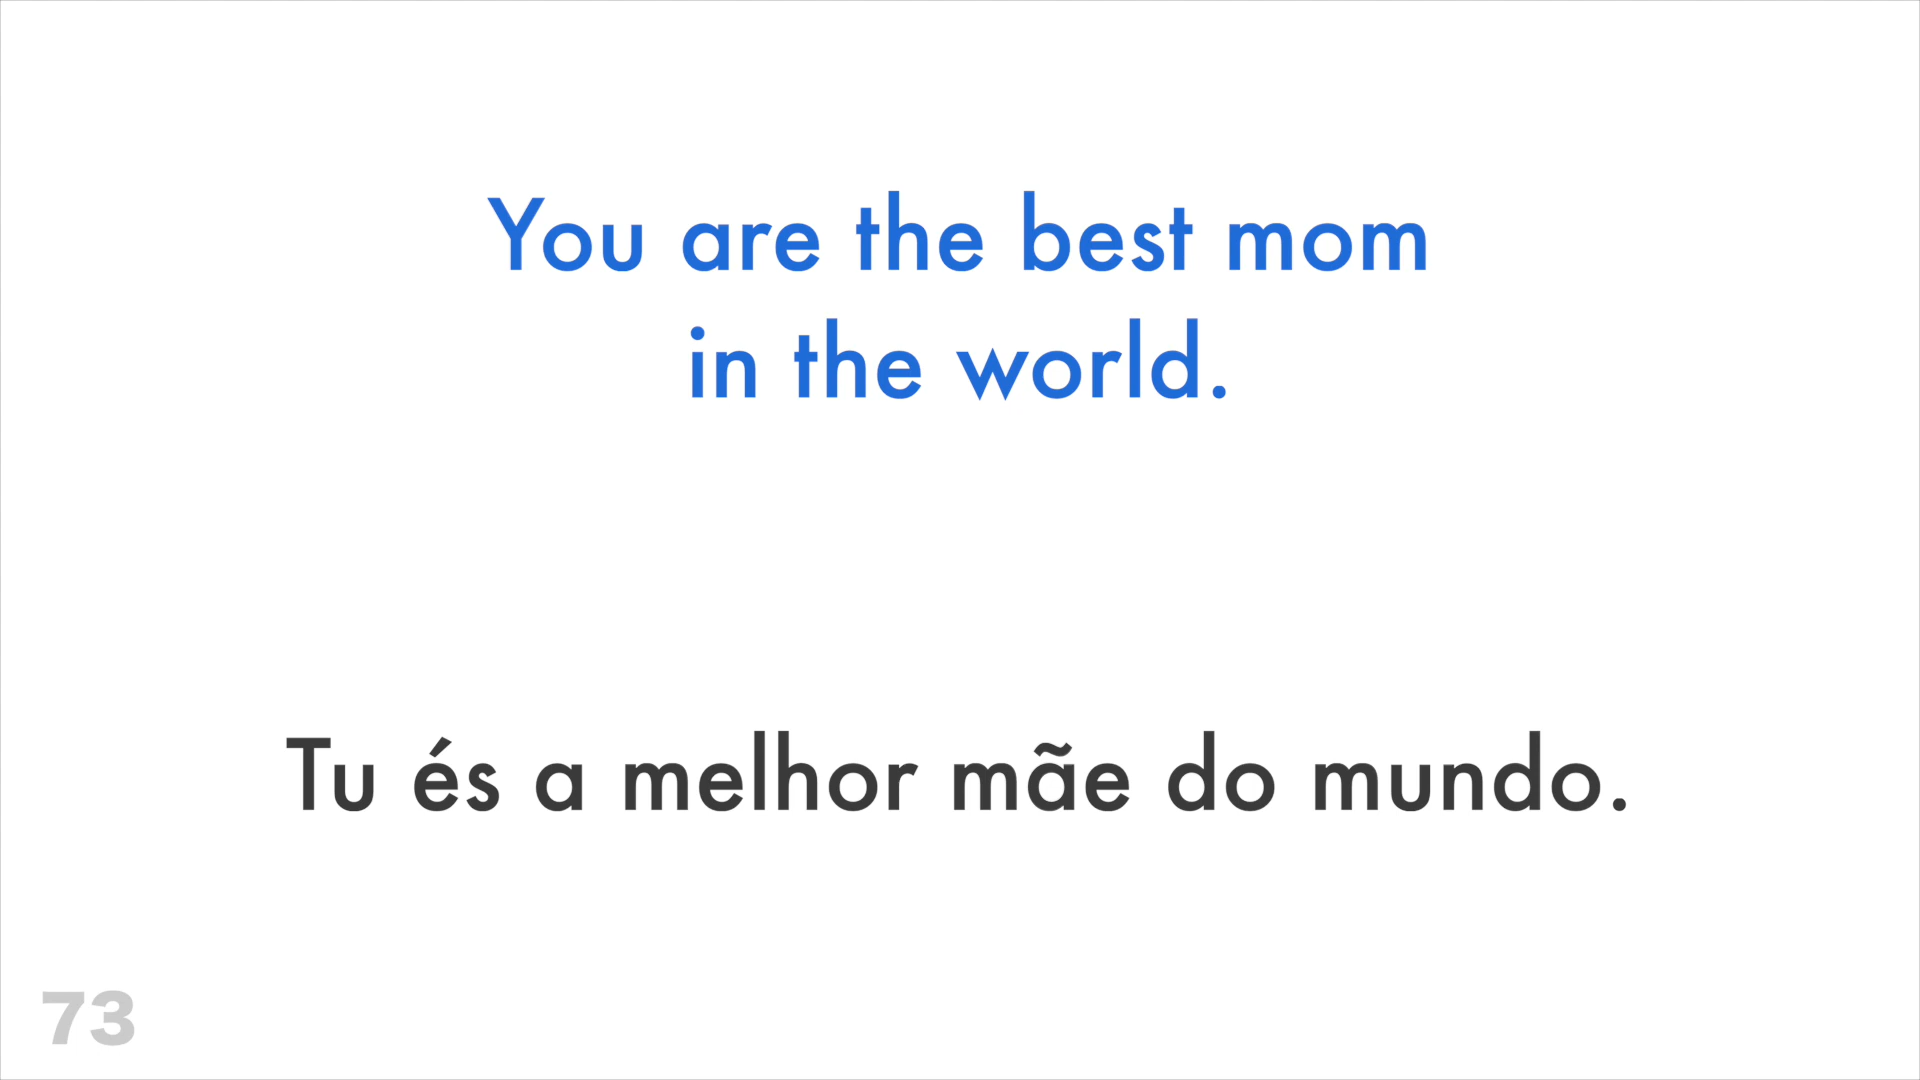 You are the best mom
in the world.
Tu és a melhor mãe do mundo.
73